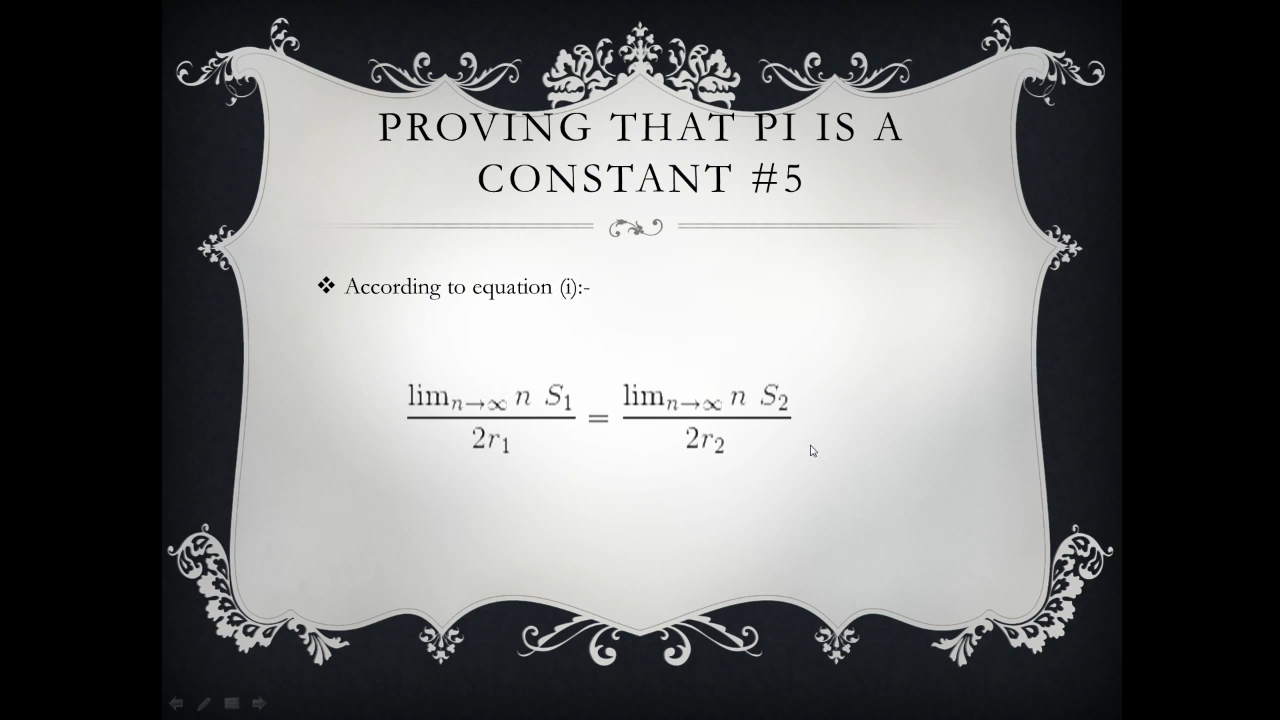 PROVING THAT PI IS A
CONSTANT #5
❖ According to equation (i):-
lim_{n→∞} n S_1 / 2r_1 = lim_{n→∞} n S_2 / 2r_2